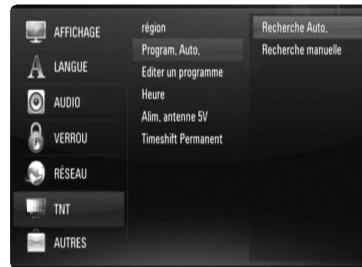 AFFICHAGE
LANGUE
AUDIO
VERROU
RÉSEAU
TNT
AUTRES
région
Program. Auto.
Editer un programme
Heure
Alim. antenne 5V
Timeshift Permanent
Recherche Auto.
Recherche manuelle